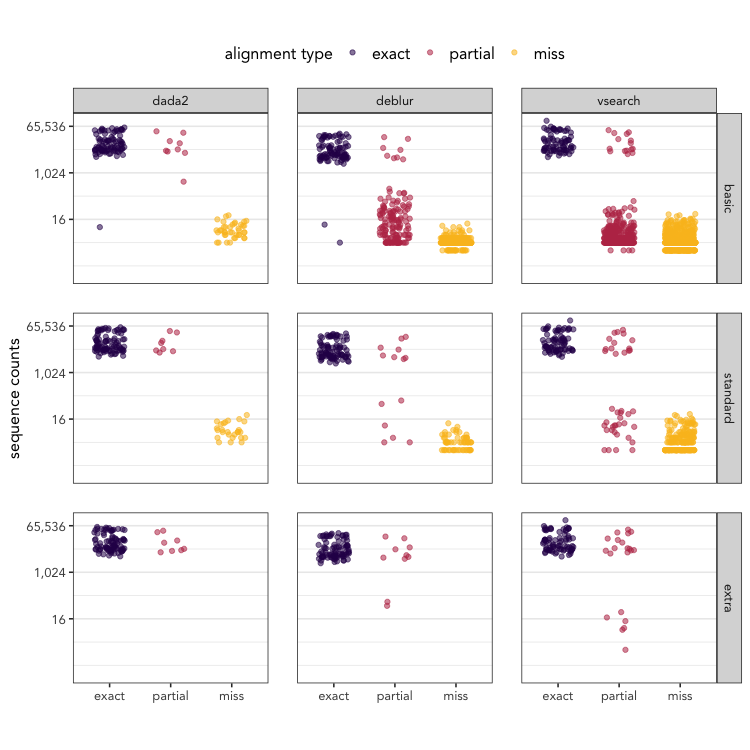 alignment type exact partial miss
dada2 deblur vsearch
65,536
1,024
16
basic
65,536
1,024
16
standard
sequence counts
65,536
1,024
16
extra
exact partial miss exact partial miss exact partial miss